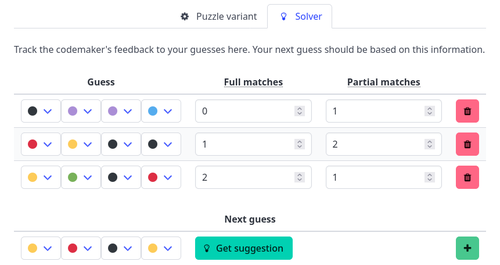 Puzzle variant Solver
Track the codemaker's feedback to your guesses here. Your next guess should be based on this information.
Guess Full matches Partial matches
0 1
1 2
2 1
Next guess
Get suggestion +